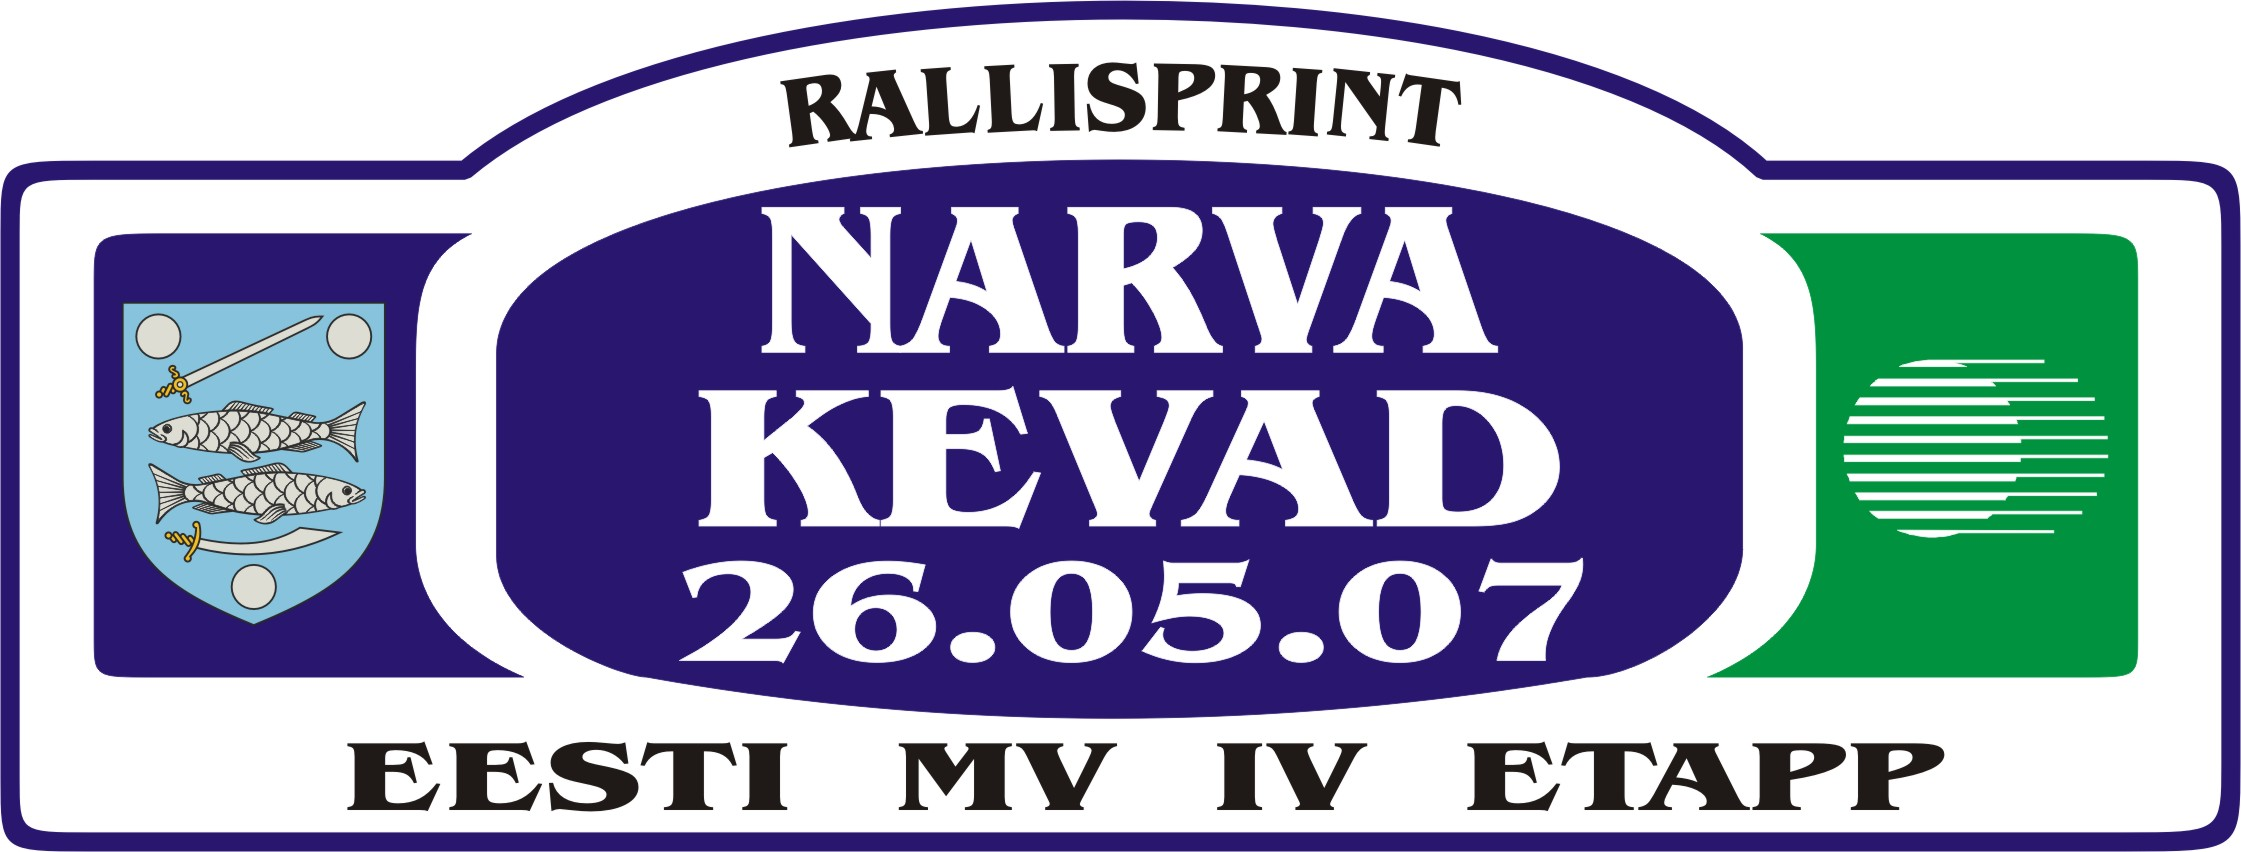 RALLISPRINT
NARVA
KEVAD
26.05.07
EESTI MV IV ETAPP